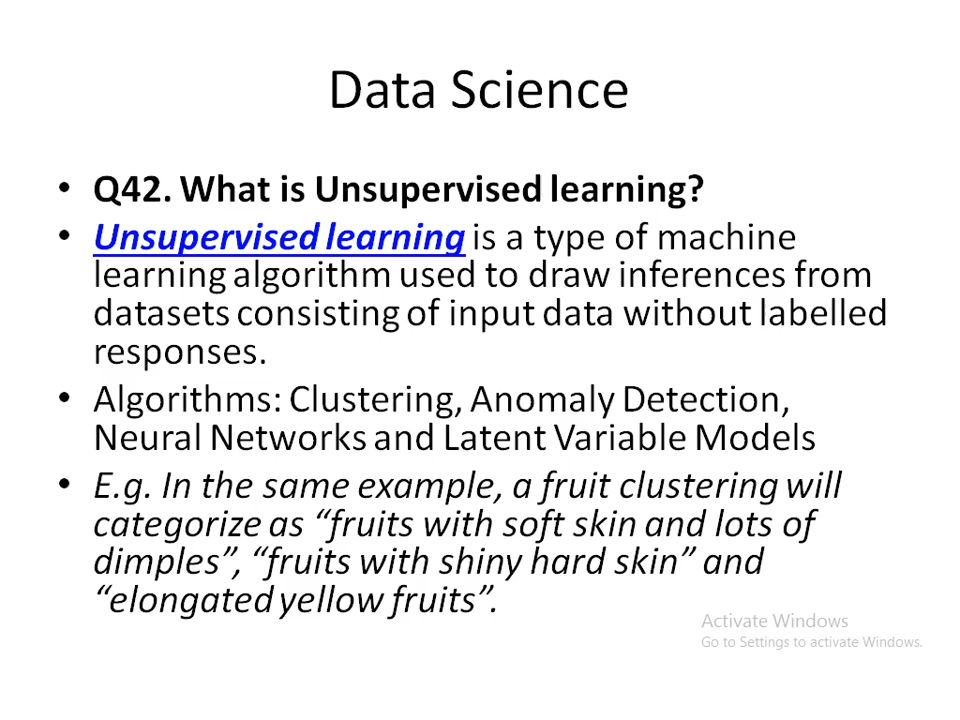 Data Science
• Q42. What is Unsupervised learning?
• Unsupervised learning is a type of machine
learning algorithm used to draw inferences from
datasets consisting of input data without labelled
responses.
• Algorithms: Clustering, Anomaly Detection,
Neural Networks and Latent Variable Models
• E.g. In the same example, a fruit clustering will
categorize as “fruits with soft skin and lots of
dimples”, “fruits with shiny hard skin” and
“elongated yellow fruits”.
Activate Windows
Go to Settings to activate Windows.